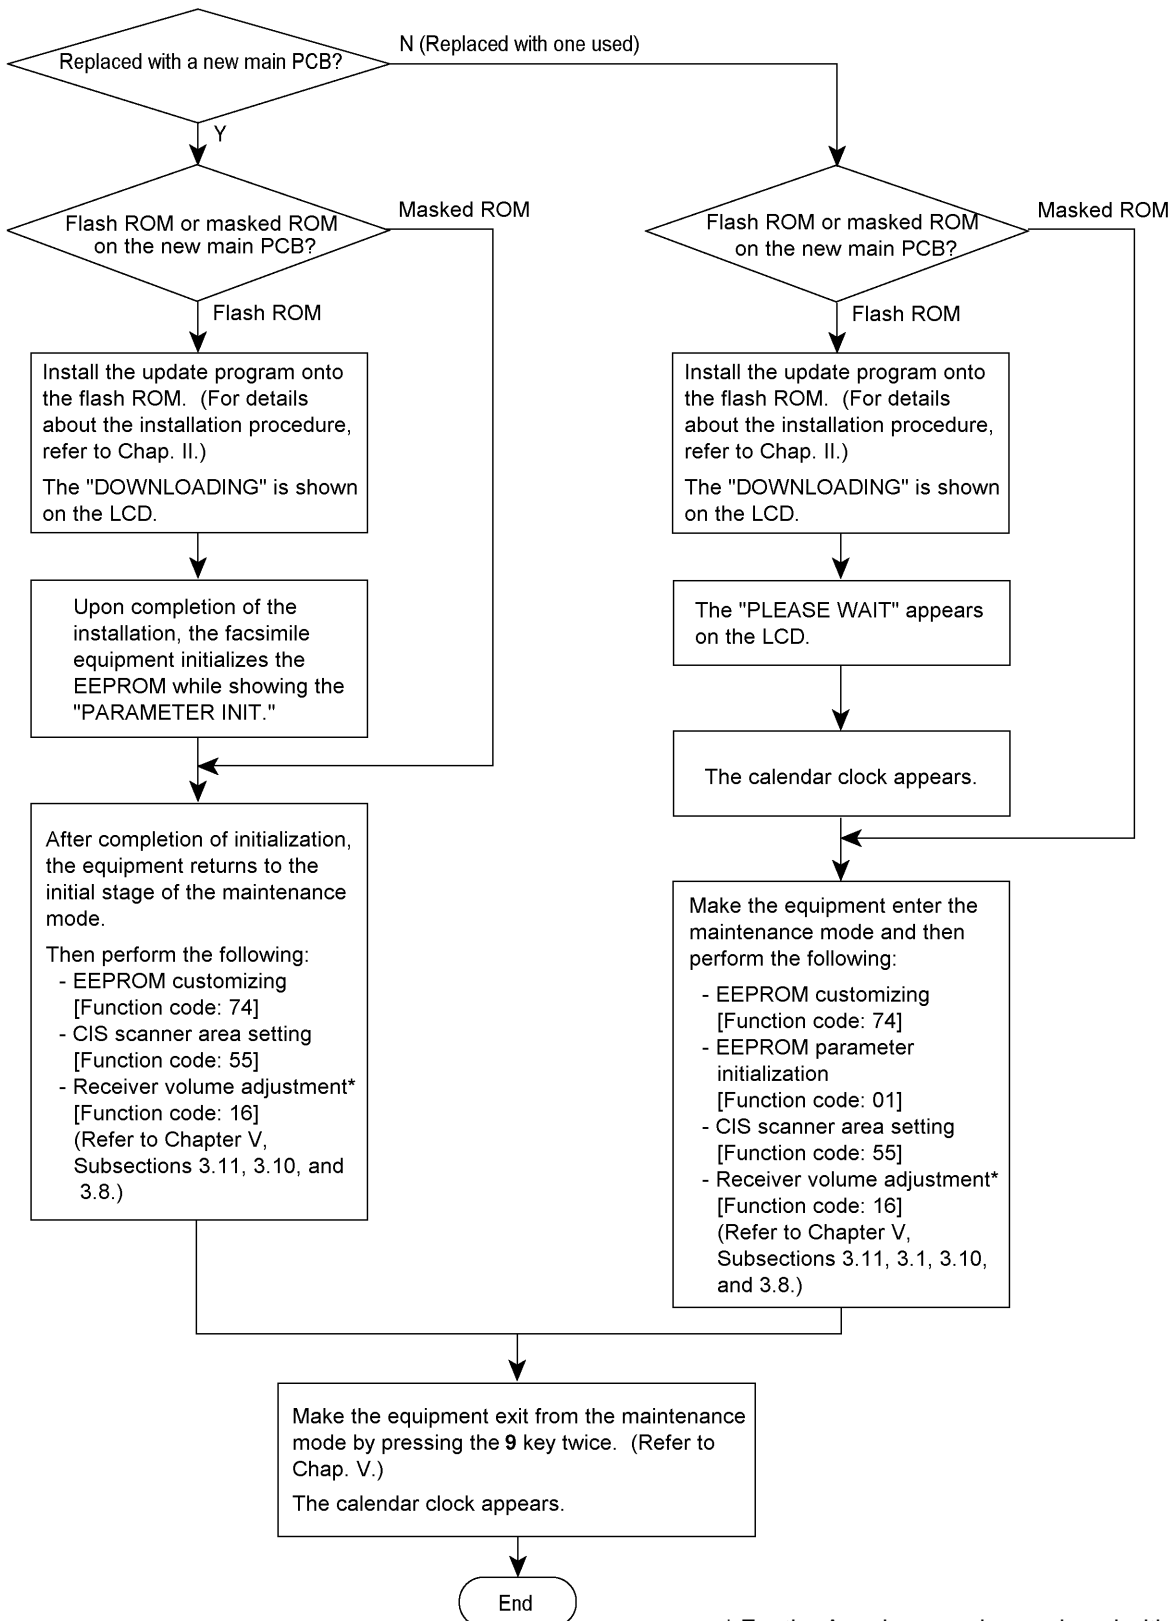 Replaced with a new main PCB?
N (Replaced with one used)
Y
Flash ROM or masked ROM
on the new main PCB?
Masked ROM
Flash ROM
Install the update program onto
the flash ROM. (For details
about the installation procedure,
refer to Chap. II.)
The "DOWNLOADING" is shown
on the LCD.
Upon completion of the
installation, the facsimile
equipment initializes the
EEPROM while showing the
"PARAMETER INIT."
After completion of initialization,
the equipment returns to the
initial stage of the maintenance
mode.
Then perform the following:
- EEPROM customizing
[Function code: 74]
- CIS scanner area setting
[Function code: 55]
- Receiver volume adjustment*
[Function code: 16]
(Refer to Chapter V,
Subsections 3.11, 3.10, and
3.8.)
Flash ROM or masked ROM
on the new main PCB?
Masked ROM
Flash ROM
Install the update program onto
the flash ROM. (For details
about the installation procedure,
refer to Chap. II.)
The "DOWNLOADING" is shown
on the LCD.
The "PLEASE WAIT" appears
on the LCD.
The calendar clock appears.
Make the equipment enter the
maintenance mode and then
perform the following:
- EEPROM customizing
[Function code: 74]
- EEPROM parameter
initialization
[Function code: 01]
- CIS scanner area setting
[Function code: 55]
- Receiver volume adjustment*
[Function code: 16]
(Refer to Chapter V,
Subsections 3.11, 3.1, 3.10,
and 3.8.)
Make the equipment exit from the maintenance
mode by pressing the 9 key twice. (Refer to
Chap. V.)
The calendar clock appears.
End